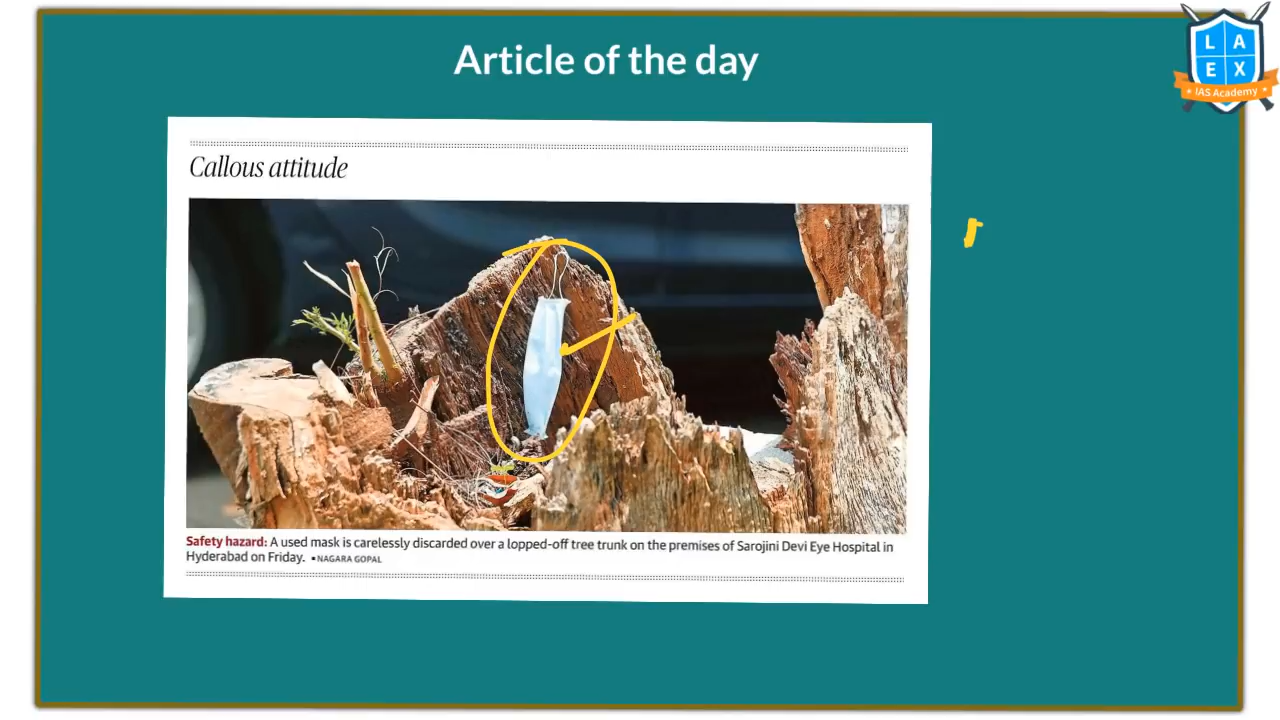 Article of the day
L A
E X
IAS Academy
Callous attitude
Safety hazard: A used mask is carelessly discarded over a lopped-off tree trunk on the premises of Sarojini Devi Eye Hospital in
Hyderabad on Friday. ▪NAGARA GOPAL